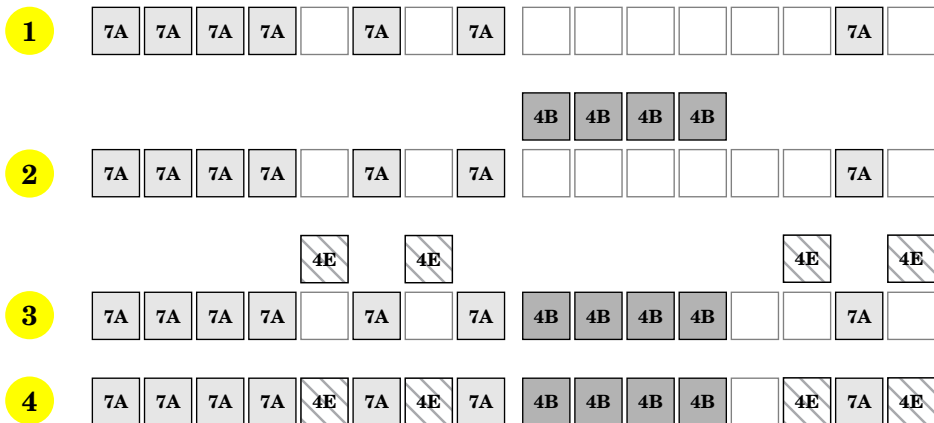 1 7A 7A 7A 7A 7A 7A 7A
4B 4B 4B 4B
2 7A 7A 7A 7A 7A 7A 7A
4E 4E 4E 4E
3 7A 7A 7A 7A 7A 7A 4B 4B 4B 4B 7A
4 7A 7A 7A 7A 4E 7A 4E 7A 4B 4B 4B 4B 4E 7A 4E